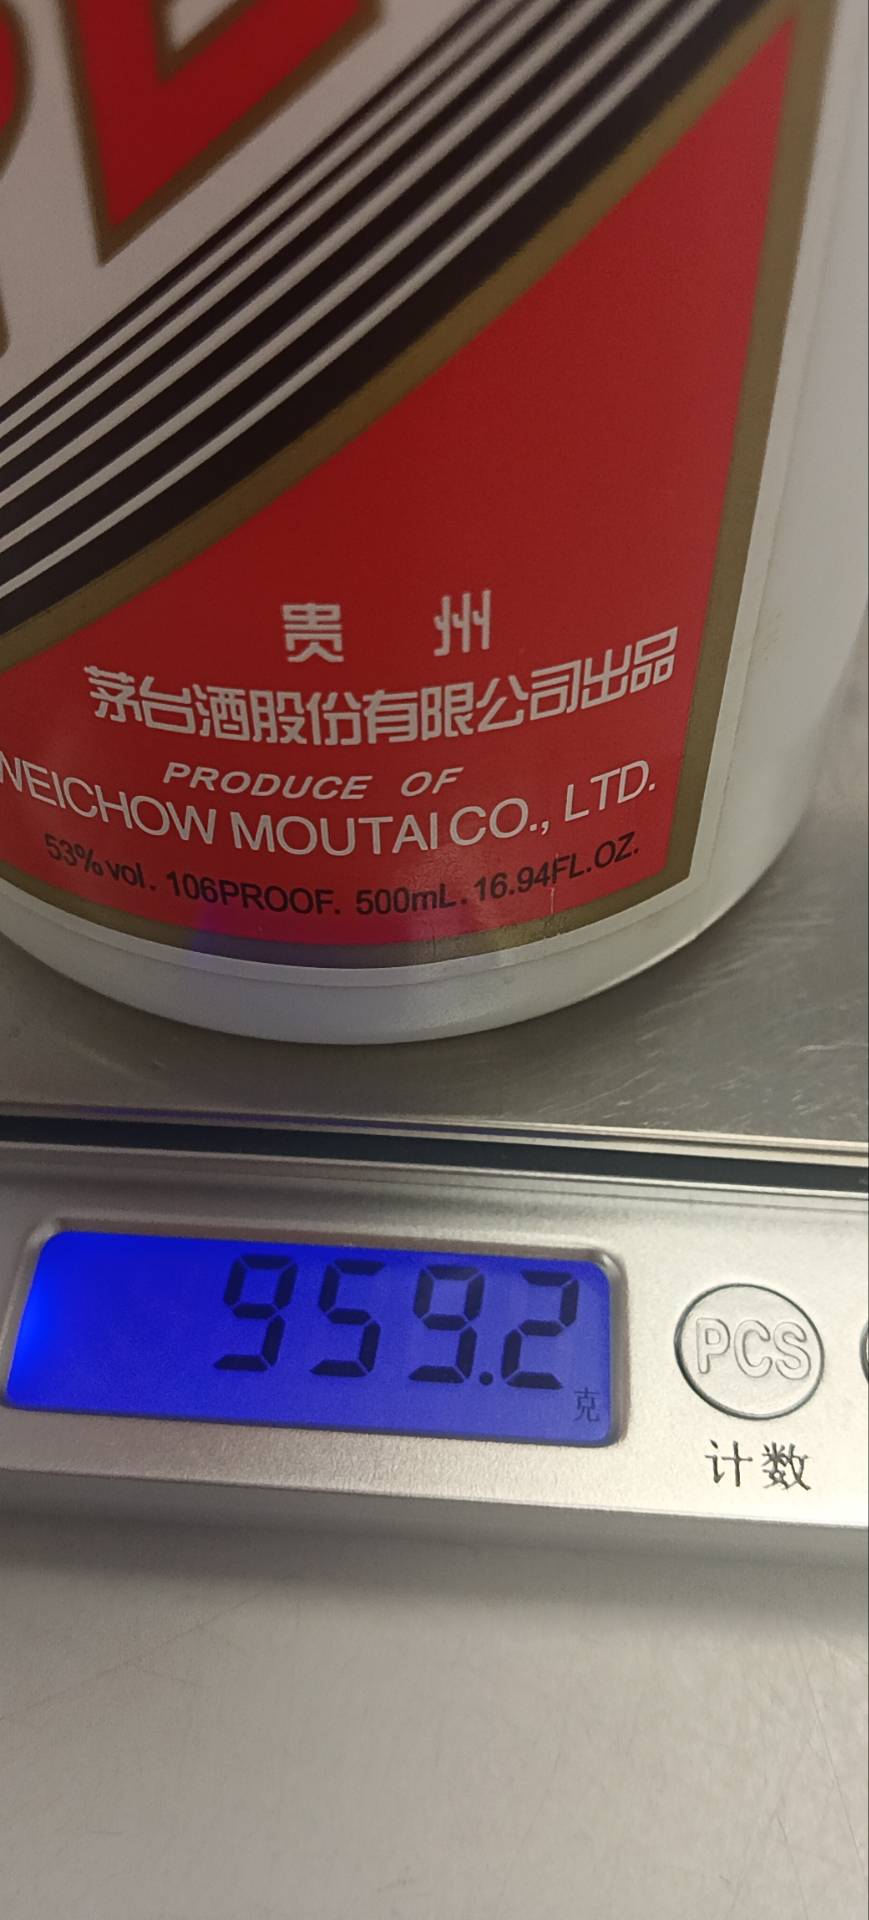 贵 州
茅台酒股份有限公司出品
PRODUCE OF
WEICHOW MOUTAI CO., LTD.
53%vol. 106PROOF. 500mL. 16.94FL.OZ.
959.2
克
PCS
计数